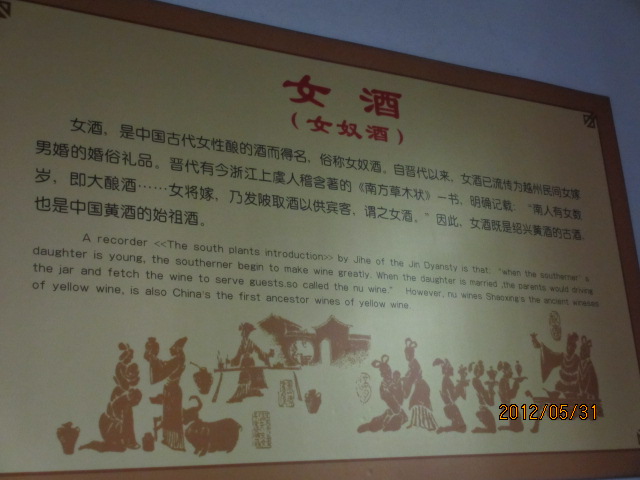 女酒
（女奴酒）
女酒，是中国古代女性酿的酒而得名，俗称女奴酒。自晋代以来，女酒已流传为越州民间女嫁
男婚的婚俗礼品。晋代有今浙江上虞人稽含著的《南方草木状》一书，明确记载：“南人有女数
岁，即大酿酒……女将嫁，乃发陂取酒以供宾客，谓之女酒。”因此，女酒既是绍兴黄酒的古酒，
也是中国黄酒的始祖酒。
A recorder <<The south plants introduction>> by Jihe of the Jin Dyansty is that: "when the southerner's
daughter is young, the southerner begin to make wine greatly. When the daughter is married ,the parents would driving
the jar and fetch the wine to serve guests.so called the nu wine." However, nu wines Shaoxng's the ancient winese
of yellow wine, is also China's the first ancestor wines of yellow wine.
2012/05/31